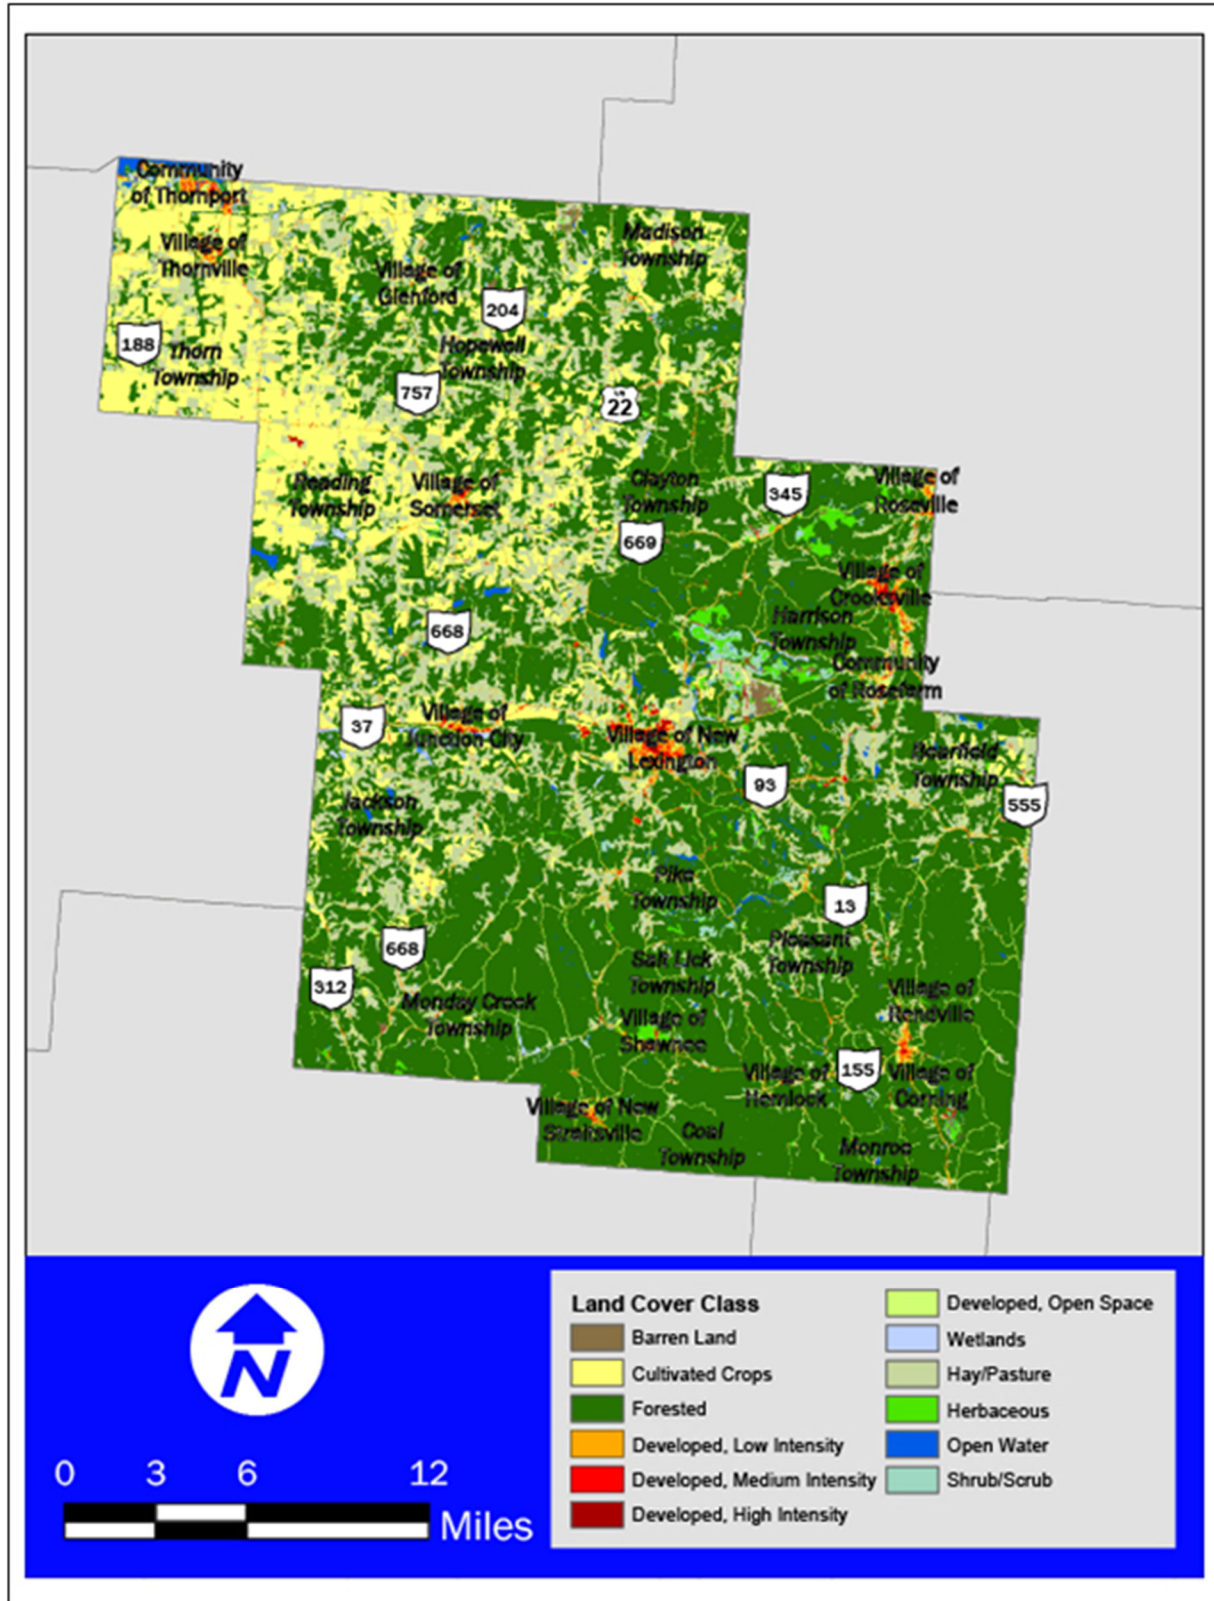 Community
of Thornport
Village of
Thornville
Madison
Township
Village of
Glenford
204
188
Thorn
Township
Hopewell
Township
757
US
22
Reading
Township
Village of
Somerset
Clayton
Township
345
Village of
Roseville
669
Village of
Crooksville
Harrison
Township
668
Community
of Rosefarm
37
Village of
Junction City
Village of New
Lexington
Bearfield
Township
93
555
Jackson
Township
Pike
Township
13
Pleasant
Township
668
312
Salt Lick
Township
Monday Creek
Township
Village of
Shawnee
Village of
Rendville
155
Village of
Hemlock
Village of
Corning
Village of New
Straitsville
Coal
Township
Monroe
Township
N
0 3 6 12
Miles
Land Cover Class
Barren Land
Cultivated Crops
Forested
Developed, Low Intensity
Developed, Medium Intensity
Developed, High Intensity
Developed, Open Space
Wetlands
Hay/Pasture
Herbaceous
Open Water
Shrub/Scrub